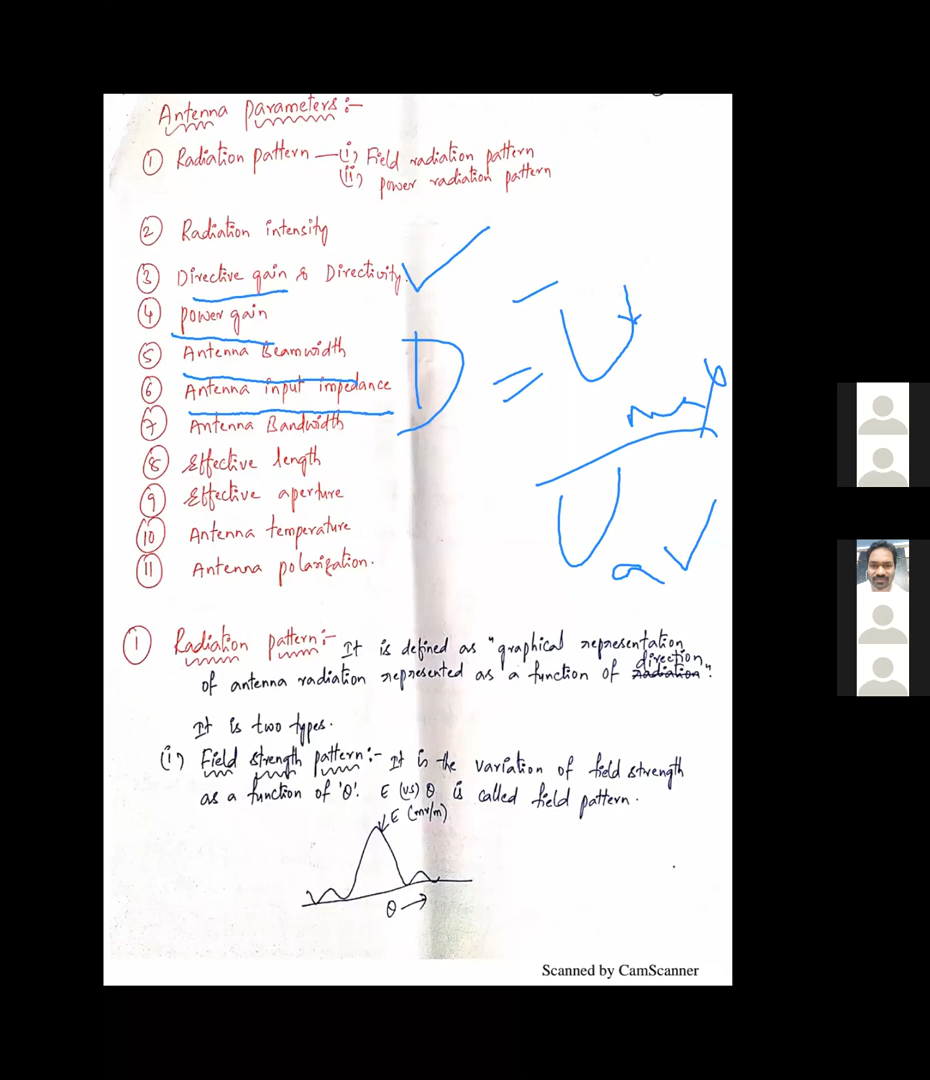 Antenna parameters:-
① Radiation pattern — (i) Field radiation pattern
(ii) power radiation pattern
② Radiation intensity
③ Directive gain & Directivity.
④ power gain
⑤ Antenna Beamwidth
⑥ Antenna input impedance
⑦ Antenna Bandwidth
⑧ Effective length
⑨ Effective aperture
⑩ Antenna temperature
⑪ Antenna polarization.
D = U
U av
① Radiation pattern:- It is defined as "graphical representation
of antenna radiation represented as a function of radiation direction".
It is two types.
(i) Field strength pattern:- It is the variation of field strength
as a function of 'θ'. E (vs) θ is called field pattern.
E (mv/m)
θ →
Scanned by CamScanner